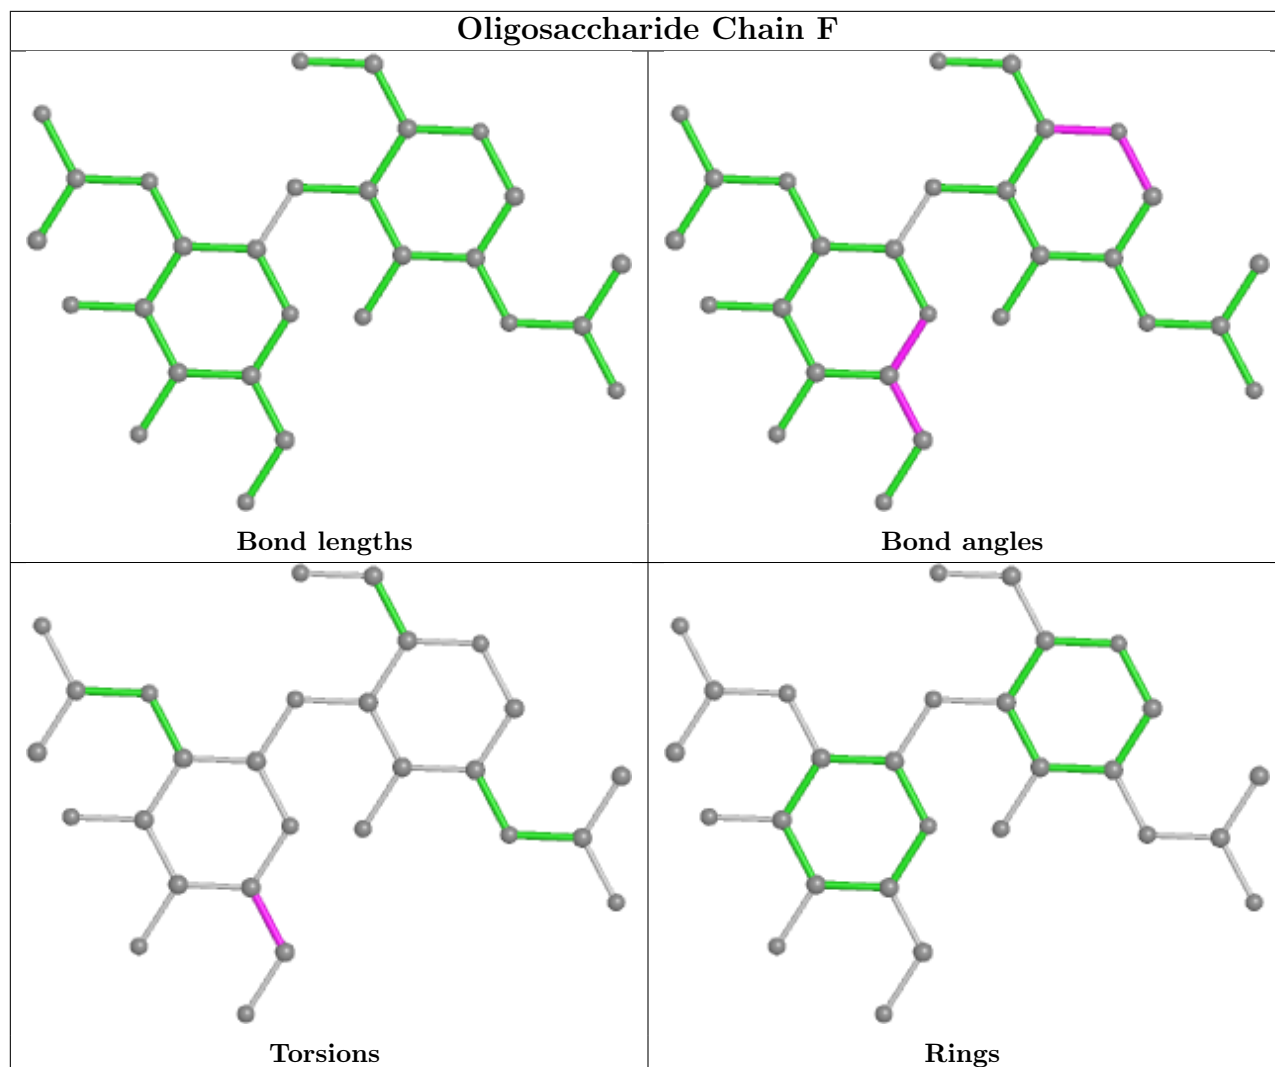 Oligosaccharide Chain F
Bond lengths
Bond angles
Torsions
Rings